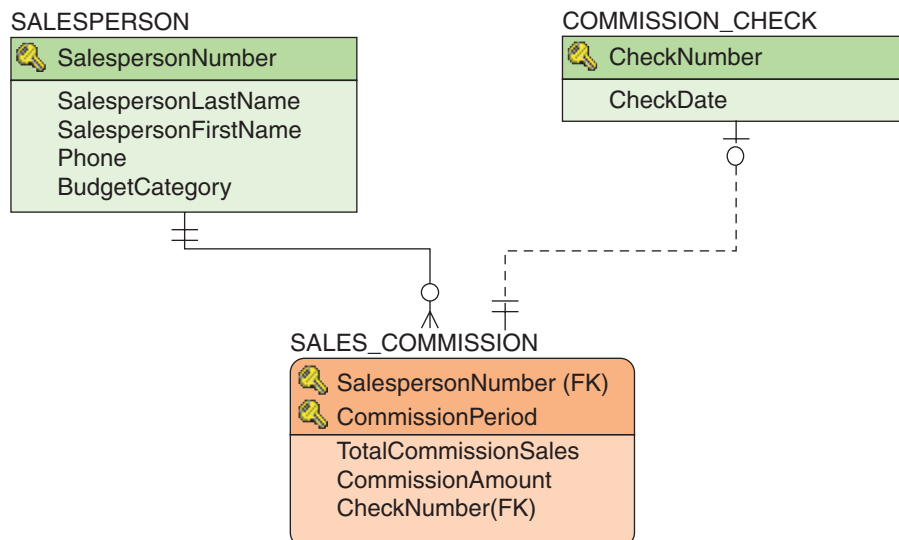 SALESPERSON
SalespersonNumber
SalespersonLastName
SalespersonFirstName
Phone
BudgetCategory
COMMISSION_CHECK
CheckNumber
CheckDate
SALES_COMMISSION
SalespersonNumber (FK)
CommissionPeriod
TotalCommissionSales
CommissionAmount
CheckNumber(FK)